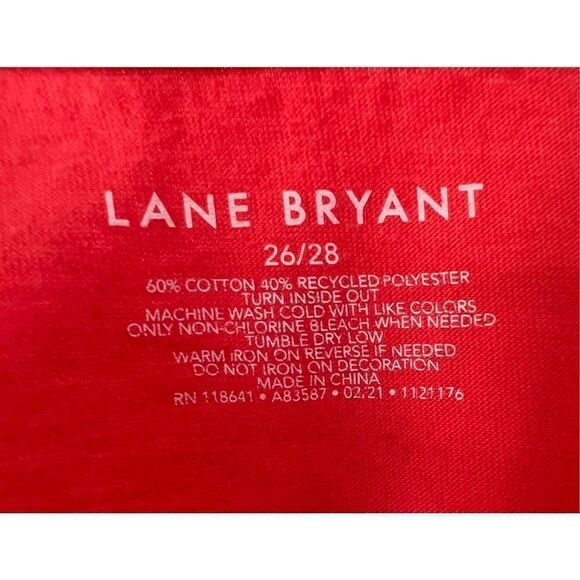 LANE BRYANT
26/28
60% COTTON 40% RECYCLED POLYESTER
TURN INSIDE OUT
MACHINE WASH COLD WITH LIKE COLORS
ONLY NON-CHLORINE BLEACH WHEN NEEDED
TUMBLE DRY LOW
WARM IRON ON REVERSE IF NEEDED
DO NOT IRON ON DECORATION
MADE IN CHINA
RN 118641 • A83587 • 02/21 • 1121176